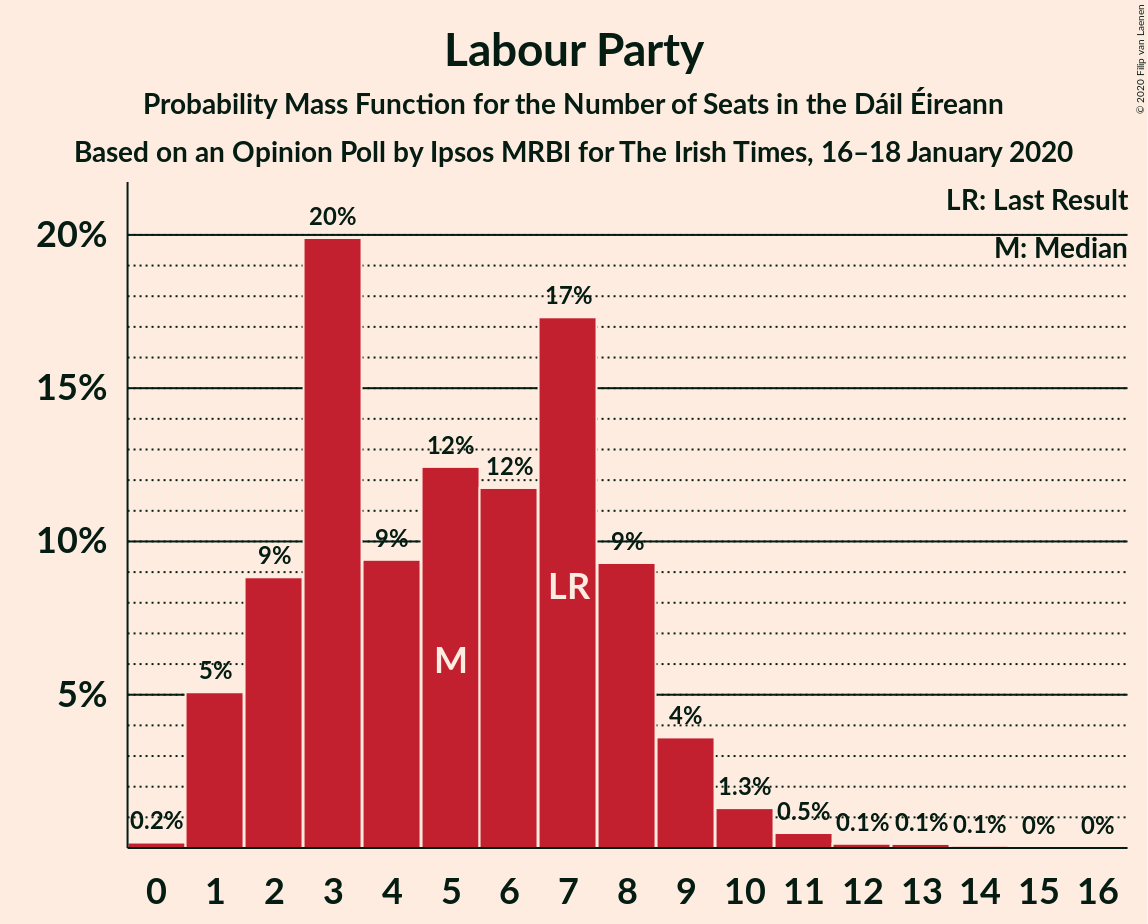 Labour Party
Probability Mass Function for the Number of Seats in the Dáil Éireann
Based on an Opinion Poll by Ipsos MRBI for The Irish Times, 16–18 January 2020
© 2020 Filip van Laenen
LR: Last Result
M: Median
20%
15%
10%
5%
0.2%
5%
9%
20%
9%
12%
12%
17%
9%
4%
1.3%
0.5%
0.1%
0.1%
0.1%
0%
0%
M
LR
0 1 2 3 4 5 6 7 8 9 10 11 12 13 14 15 16